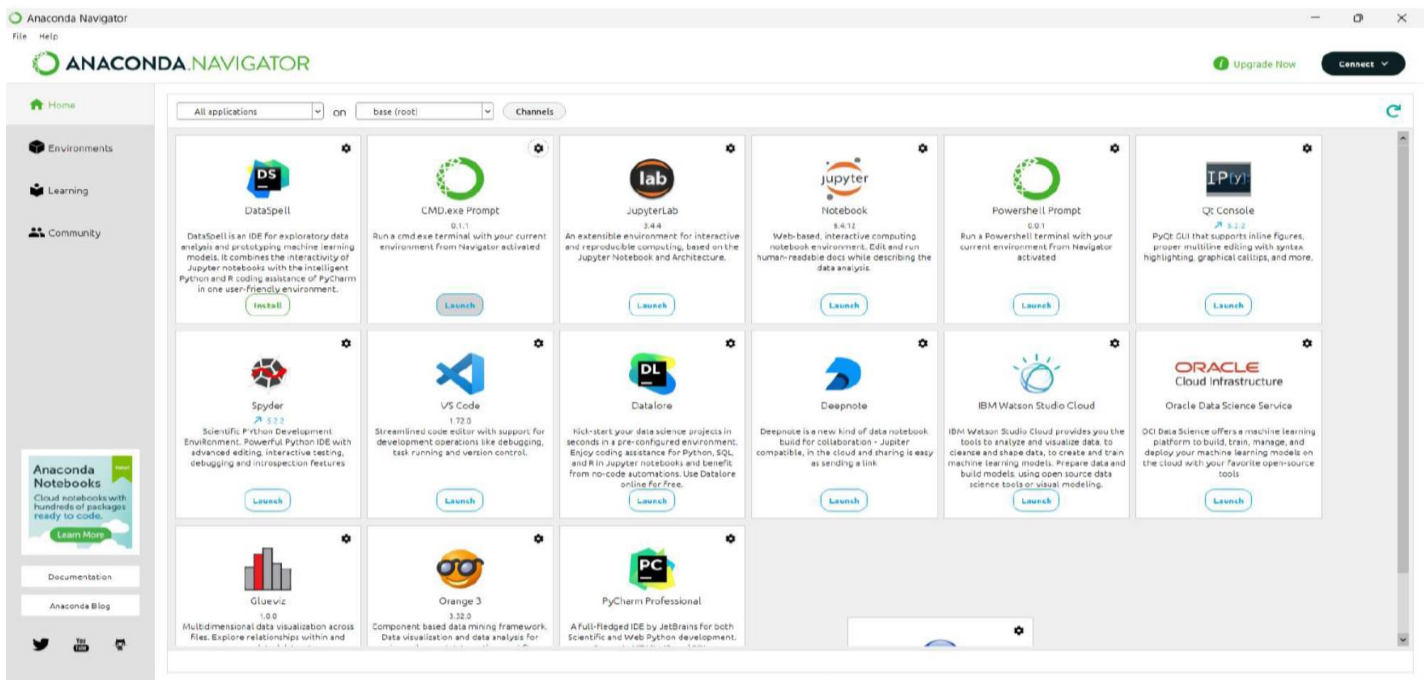 Anaconda Navigator
File Help
ANACONDA.NAVIGATOR
Upgrade Now
Connect
Home
Environments
Learning
Community
All applications
on
base (root)
Channels
DS
DataSpell
DataSpell is an IDE for exploratory data
analysis and prototyping machine learning
models. It combines the interactivity of
Jupyter notebooks with the intelligent
Python and R coding assistance of PyCharm
in one user-friendly environment.
Install
CMD.exe Prompt
0.1.1
Run a cmd.exe terminal with your current
environment from Navigator activated
Launch
lab
JupyterLab
3.4.4
An extensible environment for interactive
and reproducible computing, based on the
Jupyter Notebook and Architecture.
Launch
jupyter
Notebook
6.4.12
Web-based, interactive computing
notebook environment. Edit and run
human-readable docs while describing the
data analysis.
Launch
Powershell Prompt
0.0.1
Run a Powershell terminal with your
current environment from Navigator
activated
Launch
IP[y]:
Qt Console
5.2.2
PyQt GUI that supports inline figures,
proper multiline editing with syntax
highlighting, graphical calltips, and more.
Launch
Spyder
5.2.2
Scientific PYthon Development
EnviRonment. Powerful Python IDE with
advanced editing, interactive testing,
debugging and introspection features
Launch
VS Code
1.72.0
Streamlined code editor with support for
development operations like debugging,
task running and version control.
Launch
DL
Datalore
Kick-start your data science projects in
seconds in a pre-configured environment.
Enjoy coding assistance for Python, SQL,
and R in Jupyter notebooks and benefit
from no-code automations. Use Datalore
online for free.
Launch
Deepnote
Deepnote is a new kind of data notebook
build for collaboration - Jupiter
compatible, in the cloud and sharing is easy
as sending a link
Launch
IBM Watson Studio Cloud
IBM Watson Studio Cloud provides you the
tools to analyze and visualize data, to
cleanse and shape data, to create and train
machine learning models. Prepare data and
build models, using open source data
science tools or visual modeling.
Launch
ORACLE
Cloud Infrastructure
Oracle Data Science Service
OCI Data Science offers a machine learning
platform to build, train, manage, and
deploy your machine learning models on
the cloud with your favorite open-source
tools
Launch
Glueviz
1.0.0
Multidimensional data visualization across
files. Explore relationships within and
Orange 3
3.32.0
Component based data mining framework.
Data visualization and data analysis for
PC
PyCharm Professional
A full-fledged IDE by JetBrains for both
Scientific and Web Python development.
Anaconda
Notebooks
Cloud notebooks with
hundreds of packages
ready to code.
Learn More
Documentation
Anaconda Blog
You
Tube